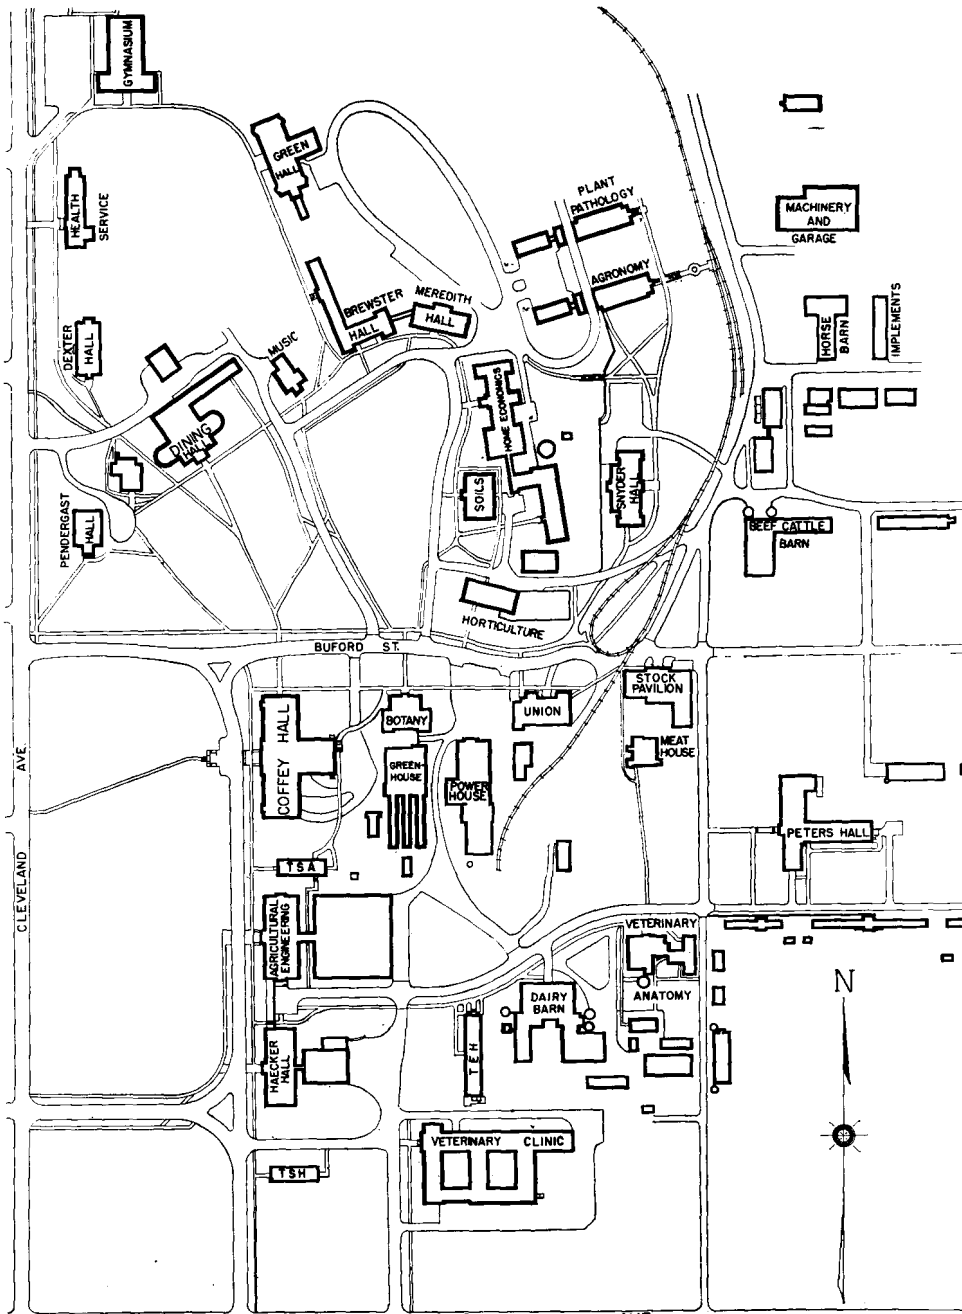 GYMNASIUM
GREEN
HALL
HEALTH
SERVICE
PLANT
PATHOLOGY
MACHINERY
AND
GARAGE
AGRONOMY
BREWSTER
HALL
MEREDITH
HALL
HORSE
BARN
IMPLEMENTS
DEXTER
HALL
MUSIC
DINING
HALL
HOME ECONOMICS
SOILS
SNYDER
HALL
PENDERGAST
HALL
BEEF CATTLE
BARN
HORTICULTURE
BUFORD ST.
STOCK
PAVILION
COFFEY HALL
BOTANY
UNION
MEAT
HOUSE
GREEN-
HOUSE
POWER
HOUSE
CLEVELAND AVE.
PETERS HALL
TSA
AGRICULTURAL
ENGINEERING
VETERINARY
ANATOMY
DAIRY
BARN
N
TEH
HAECKER
HALL
VETERINARY CLINIC
TSH